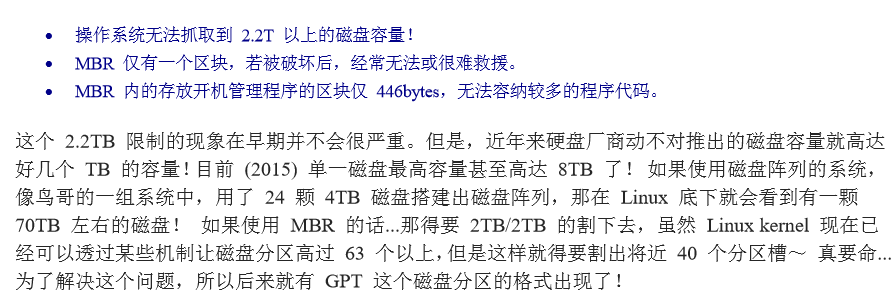 操作系统无法抓取到 2.2T 以上的磁盘容量！
MBR 仅有一个区块，若被破坏后，经常无法或很难救援。
MBR 内的存放开机管理程序的区块仅 446bytes，无法容纳较多的程序代码。
这个 2.2TB 限制的现象在早期并不会很严重。但是，近年来硬盘厂商动不对推出的磁盘容量就高达
好几个 TB 的容量！目前 (2015) 单一磁盘最高容量甚至高达 8TB 了！如果使用磁盘阵列的系统，
像鸟哥的一组系统中，用了 24 颗 4TB 磁盘搭建出磁盘阵列，那在 Linux 底下就会看到有一颗
70TB 左右的磁盘！ 如果使用 MBR 的话...那得要 2TB/2TB 的割下去，虽然 Linux kernel 现在已
经可以透过某些机制让磁盘分区高过 63 个以上，但是这样就得要割出将近 40 个分区槽～ 真要命...
为了解决这个问题，所以后来就有 GPT 这个磁盘分区的格式出现了！